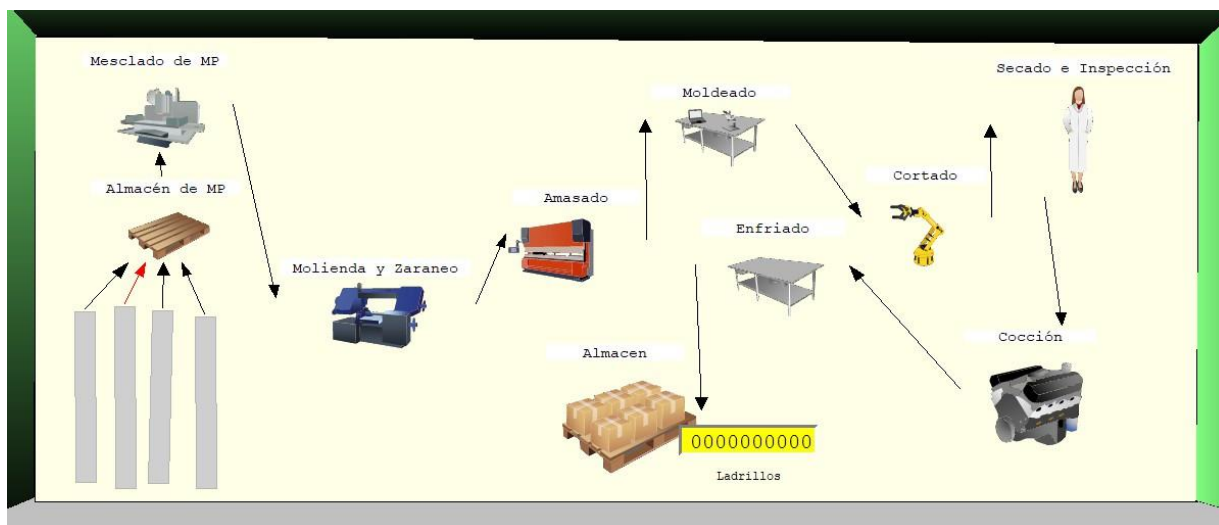 Mesclado de MP
Almacén de MP
Molienda y Zaraneo
Amasado
Moldeado
Cortado
Secado e Inspección
Cocción
Enfriado
Almacen
0000000000
Ladrillos